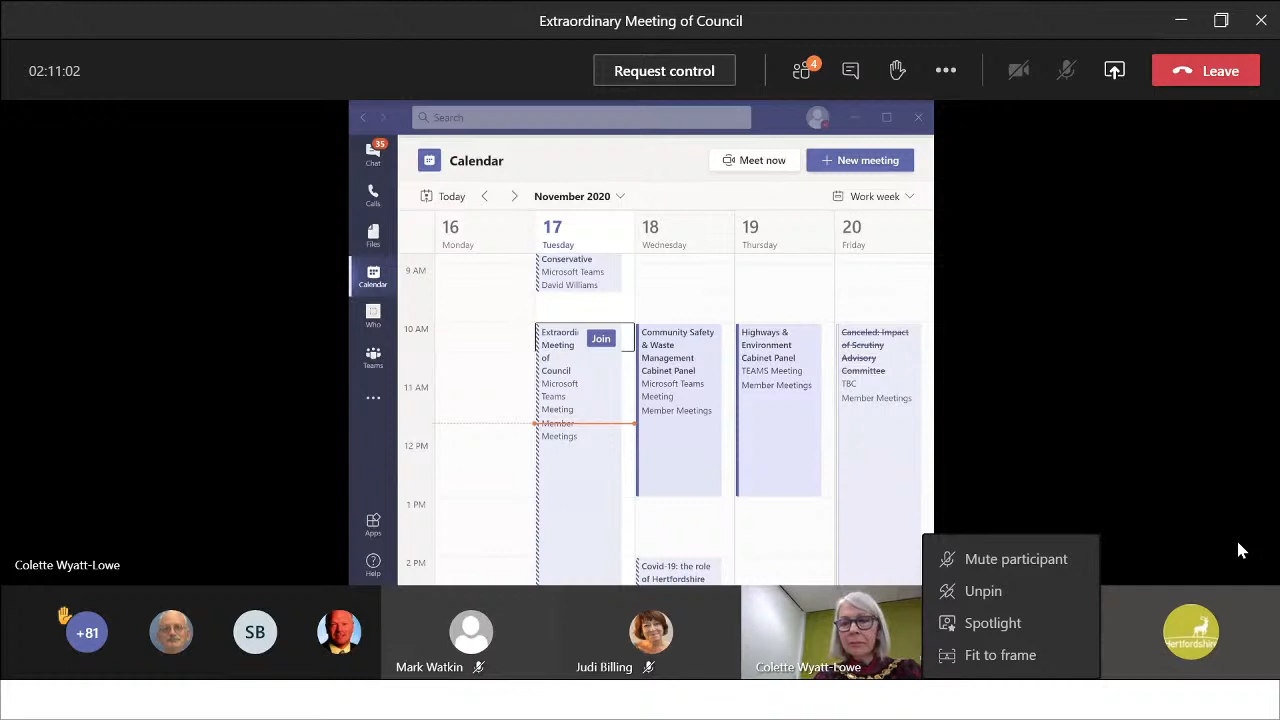 Extraordinary Meeting of Council
02:11:02
Request control
4
Leave
Search
35
Chat
Calendar
Meet now
+ New meeting
Calls
Today
November 2020
Work week
Files
16
17
18
19
20
Monday
Tuesday
Wednesday
Thursday
Friday
Calendar
9 AM
Conservative
Microsoft Teams
David Williams
Who
Teams
10 AM
Extraordi
Join
Meeting
of
Council
Microsoft
Teams
Meeting
Member
Meetings
Community Safety
& Waste
Management
Cabinet Panel
Microsoft Teams
Meeting
Member Meetings
Highways &
Environment
Cabinet Panel
TEAMS Meeting
Member Meetings
Canceled: Impact
of Scrutiny
Advisory
Committee
TBC
Member Meetings
11 AM
12 PM
1 PM
2 PM
Apps
Help
Covid-19: the role
of Hertfordshire
Colette Wyatt-Lowe
Mute participant
Unpin
Spotlight
Fit to frame
+81
SB
Mark Watkin
Judi Billing
Colette Wyatt-Lowe
Hertfordshire